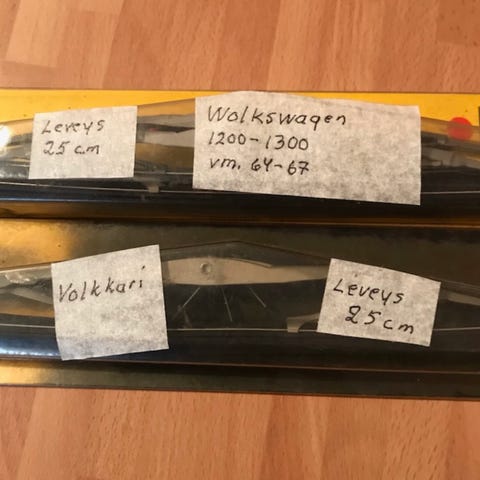 Leveys
25 cm
Wolkswagen
1200-1300
vm. 64-67
Volkkari
Leveys
25 cm